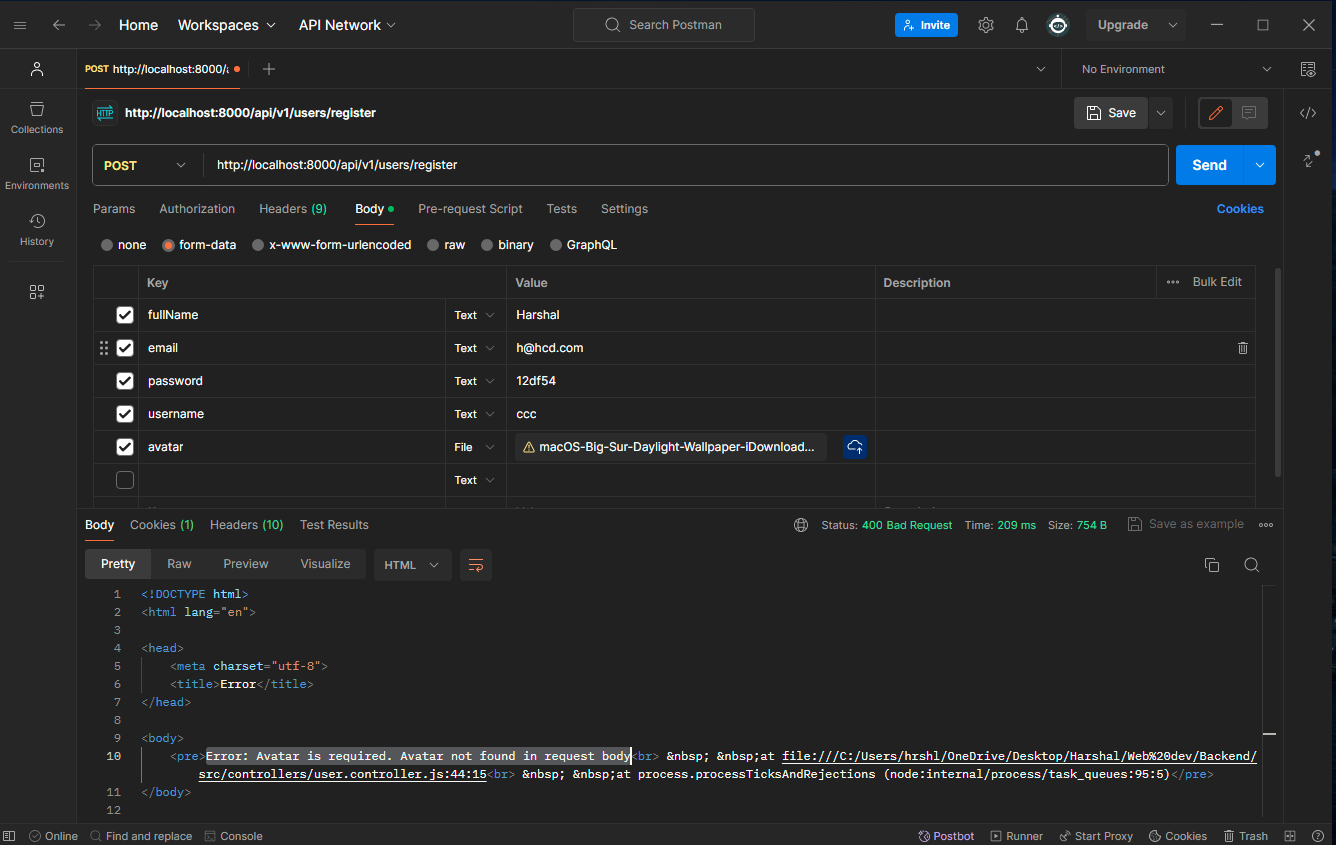 Home Workspaces API Network Search Postman Invite Upgrade
POST http://localhost:8000/a No Environment
HTTP http://localhost:8000/api/v1/users/register Save
Collections
Environments
History
POST http://localhost:8000/api/v1/users/register Send
Params Authorization Headers (9) Body Pre-request Script Tests Settings Cookies
none form-data x-www-form-urlencoded raw binary GraphQL
Key Value Description Bulk Edit
fullName Text Harshal
email Text h@hcd.com
password Text 12df54
username Text ccc
avatar File macOS-Big-Sur-Daylight-Wallpaper-iDownload...
Text
Body Cookies (1) Headers (10) Test Results Status: 400 Bad Request Time: 209 ms Size: 754 B Save as example
Pretty Raw Preview Visualize HTML
1 <!DOCTYPE html>
2 <html lang="en">
3
4 <head>
5 <meta charset="utf-8">
6 <title>Error</title>
7 </head>
8
9 <body>
10 <pre>Error: Avatar is required. Avatar not found in request body<br> &nbsp; &nbsp;at file:///C:/Users/hrshl/OneDrive/Desktop/Harshal/Web%20dev/Backend/
src/controllers/user.controller.js:44:15<br> &nbsp; &nbsp;at process.processTicksAndRejections (node:internal/process/task_queues:95:5)</pre>
11 </body>
12
Online Find and replace Console Postbot Runner Start Proxy Cookies Trash